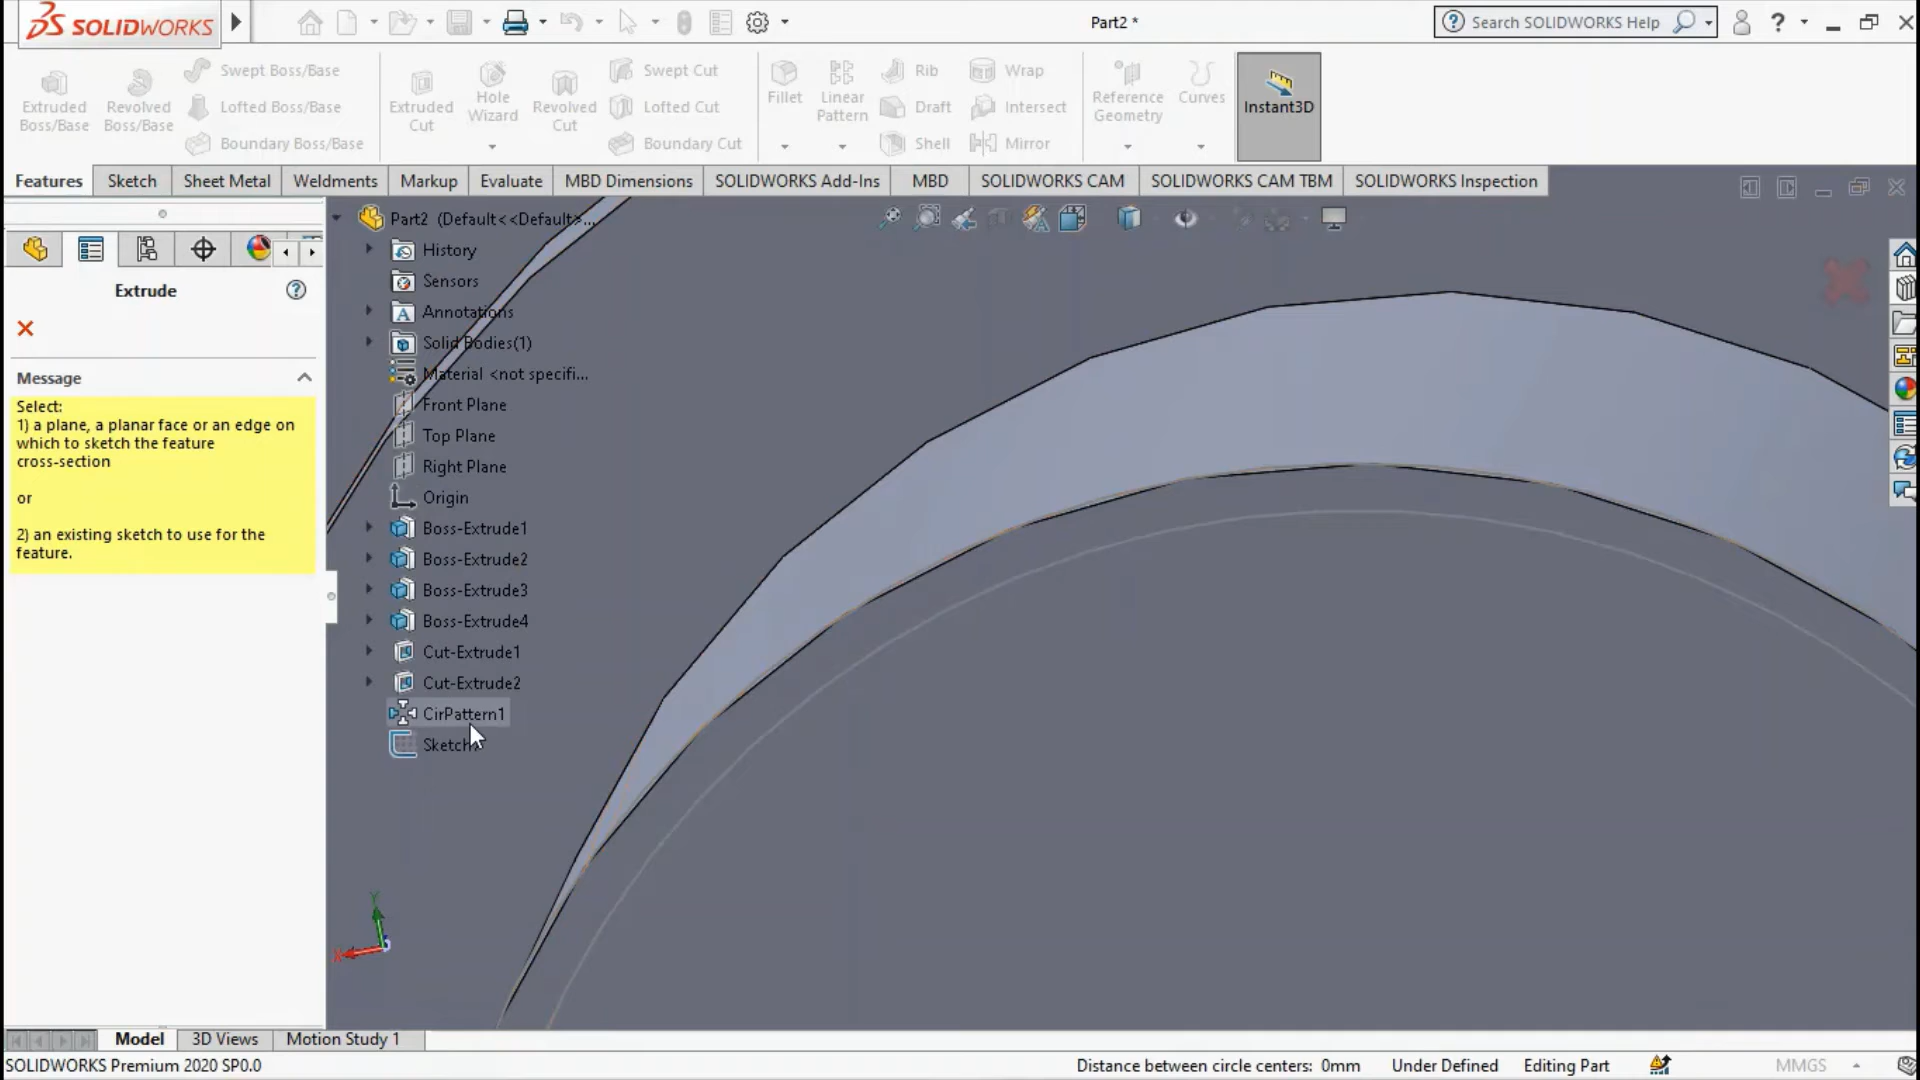 SOLIDWORKS
Part2 *
Search SOLIDWORKS Help
Extruded Boss/Base
Revolved Boss/Base
Swept Boss/Base
Lofted Boss/Base
Boundary Boss/Base
Extruded Cut
Hole Wizard
Revolved Cut
Swept Cut
Lofted Cut
Boundary Cut
Fillet
Linear Pattern
Rib
Draft
Shell
Wrap
Intersect
Mirror
Reference Geometry
Curves
Instant3D
Features
Sketch
Sheet Metal
Weldments
Markup
Evaluate
MBD Dimensions
SOLIDWORKS Add-Ins
MBD
SOLIDWORKS CAM
SOLIDWORKS CAM TBM
SOLIDWORKS Inspection
Extrude
Message
Select:
1) a plane, a planar face or an edge on
which to sketch the feature
cross-section
or
2) an existing sketch to use for the
feature.
Part2 (Default<<Default>...
History
Sensors
Annotations
Solid Bodies(1)
Material <not specifi...
Front Plane
Top Plane
Right Plane
Origin
Boss-Extrude1
Boss-Extrude2
Boss-Extrude3
Boss-Extrude4
Cut-Extrude1
Cut-Extrude2
CirPattern1
Sketch
Y
X
Model
3D Views
Motion Study 1
SOLIDWORKS Premium 2020 SP0.0
Distance between circle centers: 0mm
Under Defined
Editing Part
MMGS